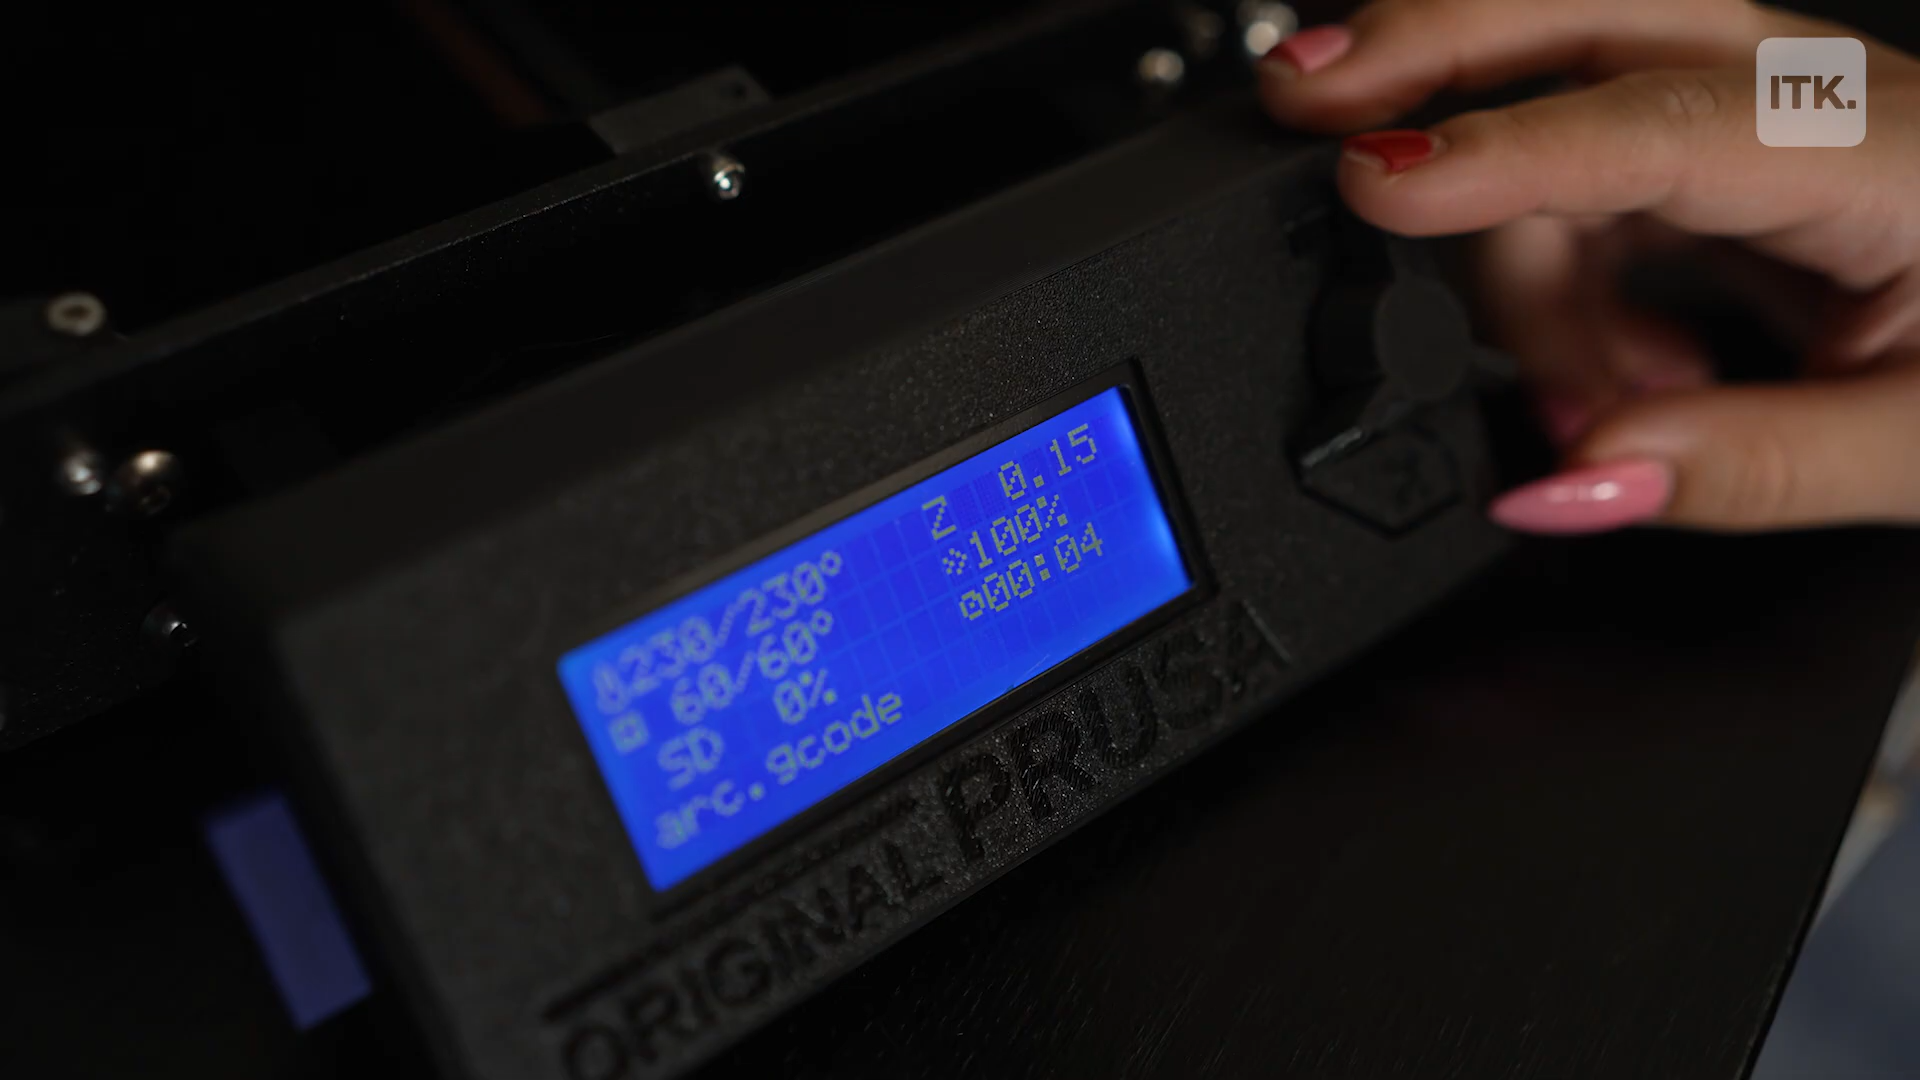 ITK.
230/230° Z 0.15
60/60° 100%
SD 0% 00:04
arc.gcode
ORIGINAL PRUSA